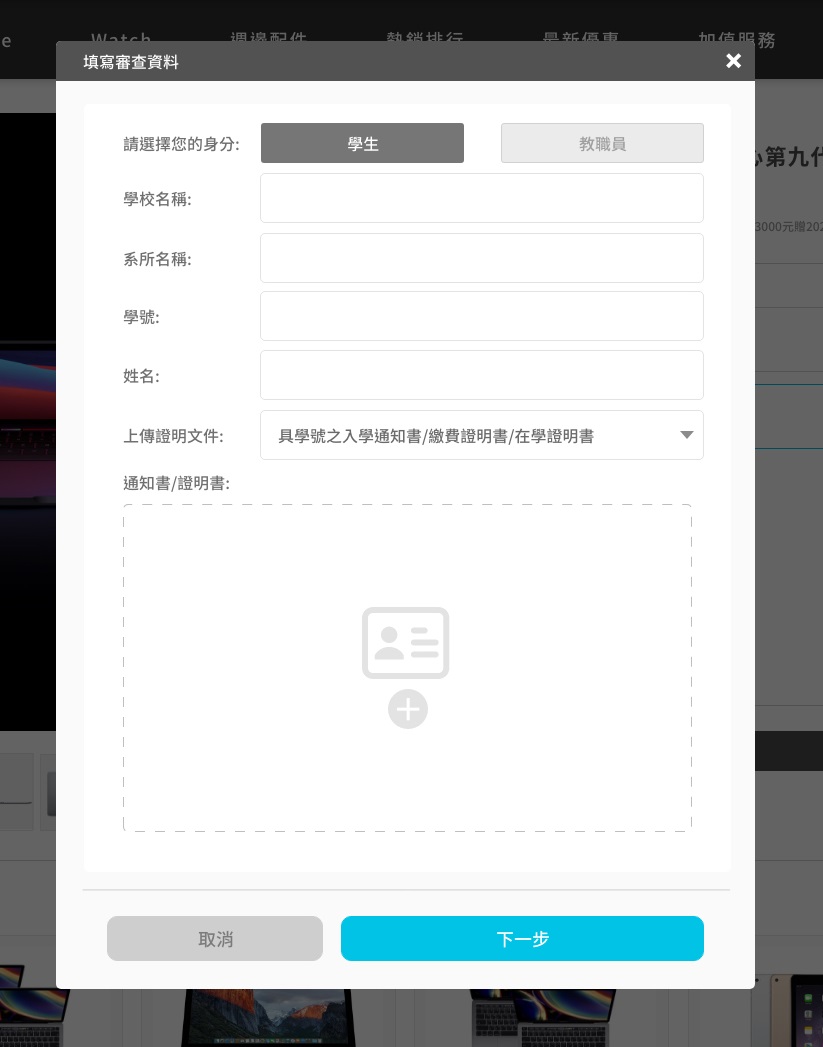 Watch 週邊配件 熱銷排行 最新優惠 加值服務
填寫審查資料
請選擇您的身分: 學生 教職員
第九代
學校名稱:
3000元贈202
系所名稱:
學號:
姓名:
上傳證明文件: 具學號之入學通知書/繳費證明書/在學證明書
通知書/證明書:
取消 下一步